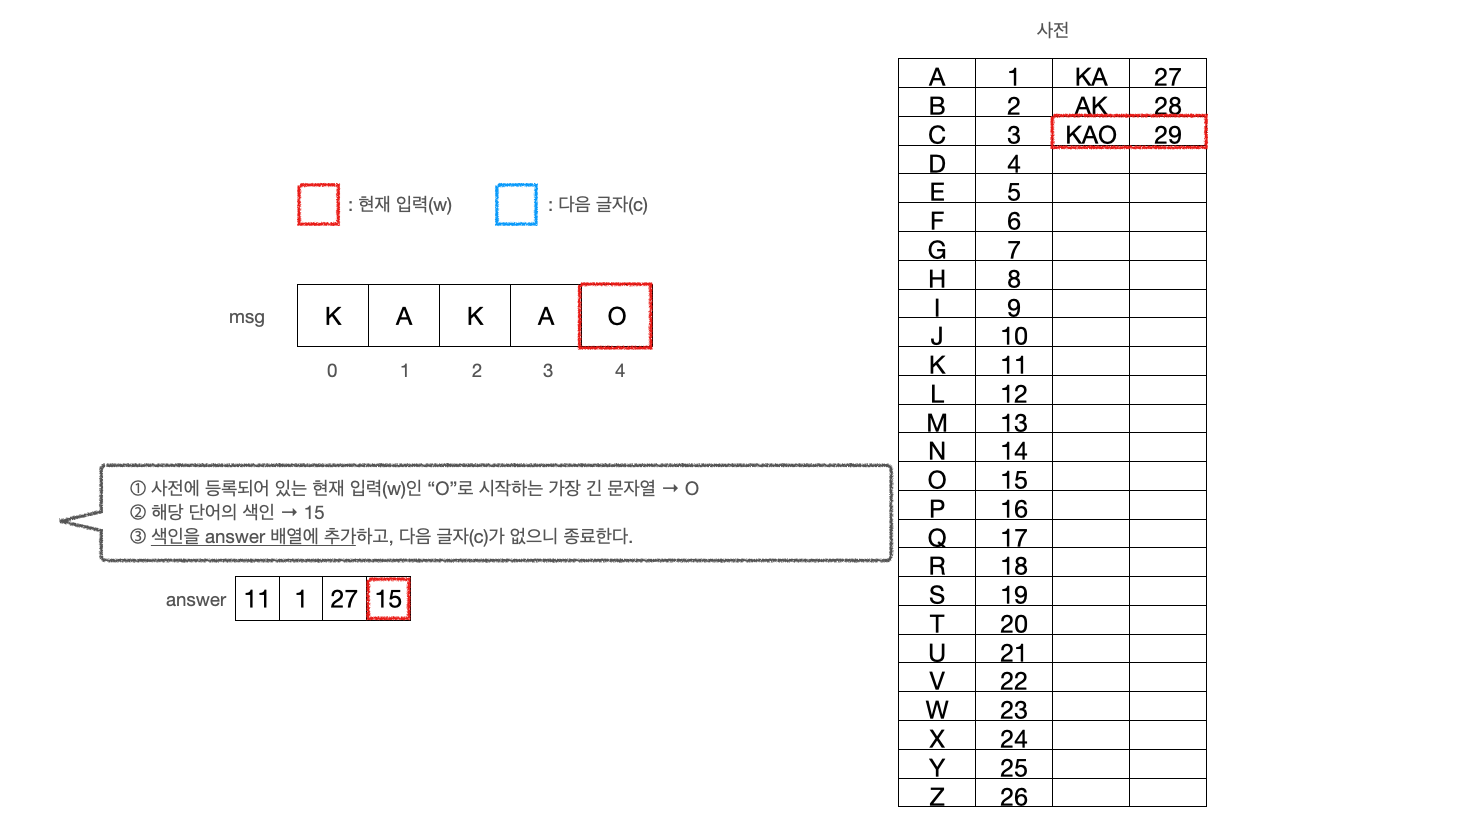 사전
: 현재 입력(w) : 다음 글자(c)
msg K A K A O
0 1 2 3 4
① 사전에 등록되어 있는 현재 입력(w)인 “O”로 시작하는 가장 긴 문자열 → O
② 해당 단어의 색인 → 15
③ 색인을 answer 배열에 추가하고, 다음 글자(c)가 없으니 종료한다.
answer 11 1 27 15
A 1 KA 27
B 2 AK 28
C 3 KAO 29
D 4
E 5
F 6
G 7
H 8
I 9
J 10
K 11
L 12
M 13
N 14
O 15
P 16
Q 17
R 18
S 19
T 20
U 21
V 22
W 23
X 24
Y 25
Z 26